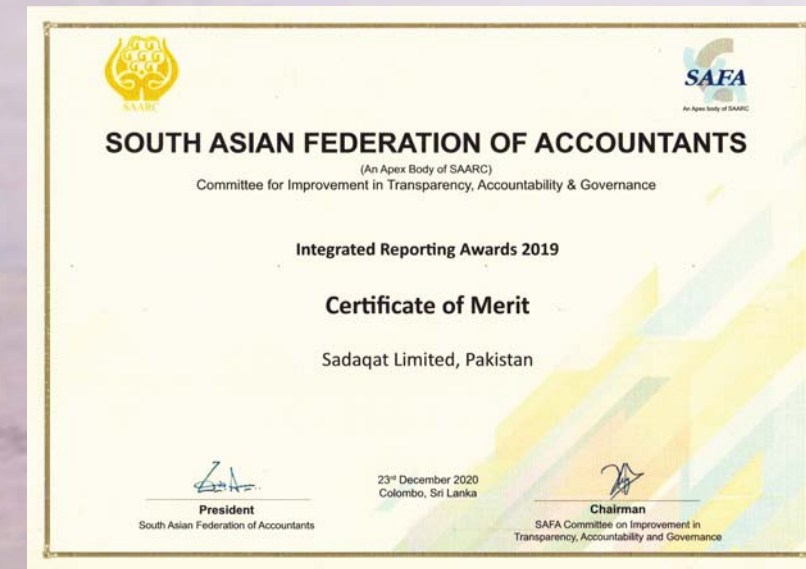 SAARC
SAFA
An Apex body of SAARC
SOUTH ASIAN FEDERATION OF ACCOUNTANTS
(An Apex Body of SAARC)
Committee for Improvement in Transparency, Accountability & Governance
Integrated Reporting Awards 2019
Certificate of Merit
Sadaqat Limited, Pakistan
President
South Asian Federation of Accountants
23rd December 2020
Colombo, Sri Lanka
Chairman
SAFA Committee on Improvement in
Transparency, Accountability and Governance